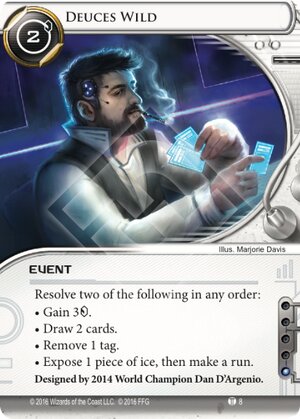 Deuces Wild
2
Illus. Marjorie Davis
EVENT
Resolve two of the following in any order:
• Gain 3.
• Draw 2 cards.
• Remove 1 tag.
• Expose 1 piece of ice, then make a run.
Designed by 2014 World Champion Dan D'Argenio.
© 2016 Wizards of the Coast LLC. © 2016 FFG 8